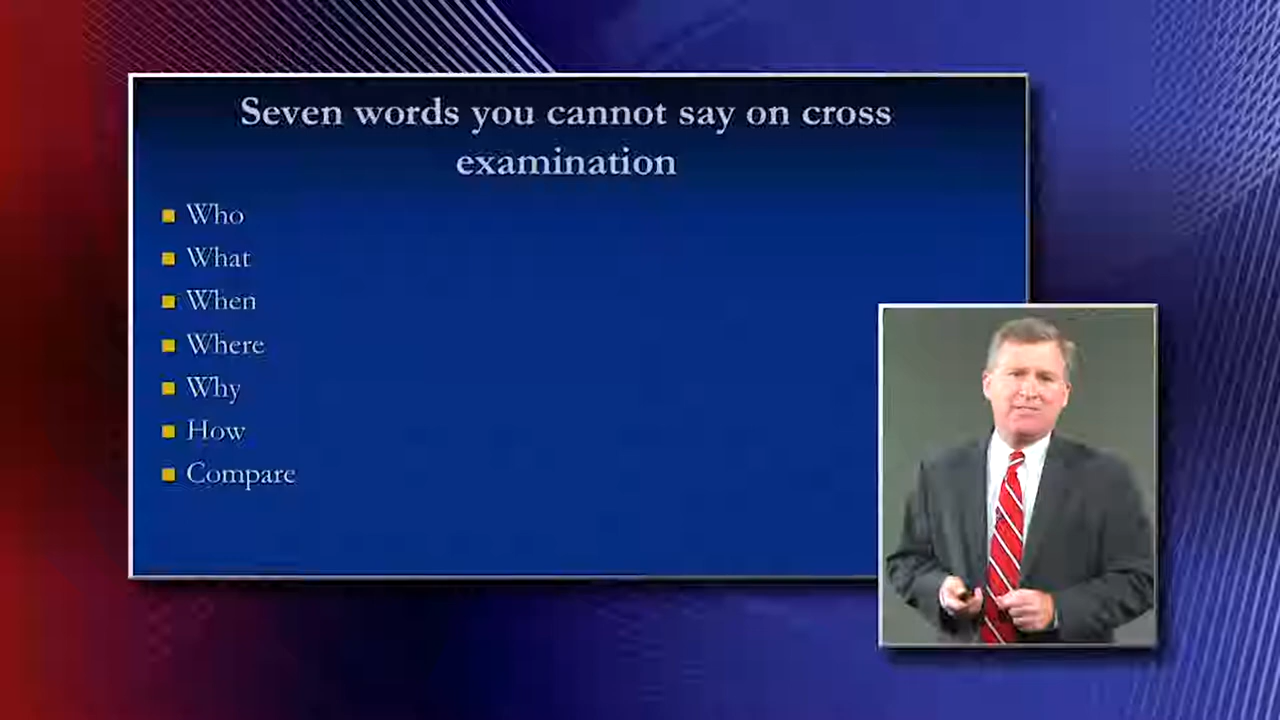 Seven words you cannot say on cross
examination
Who
What
When
Where
Why
How
Compare